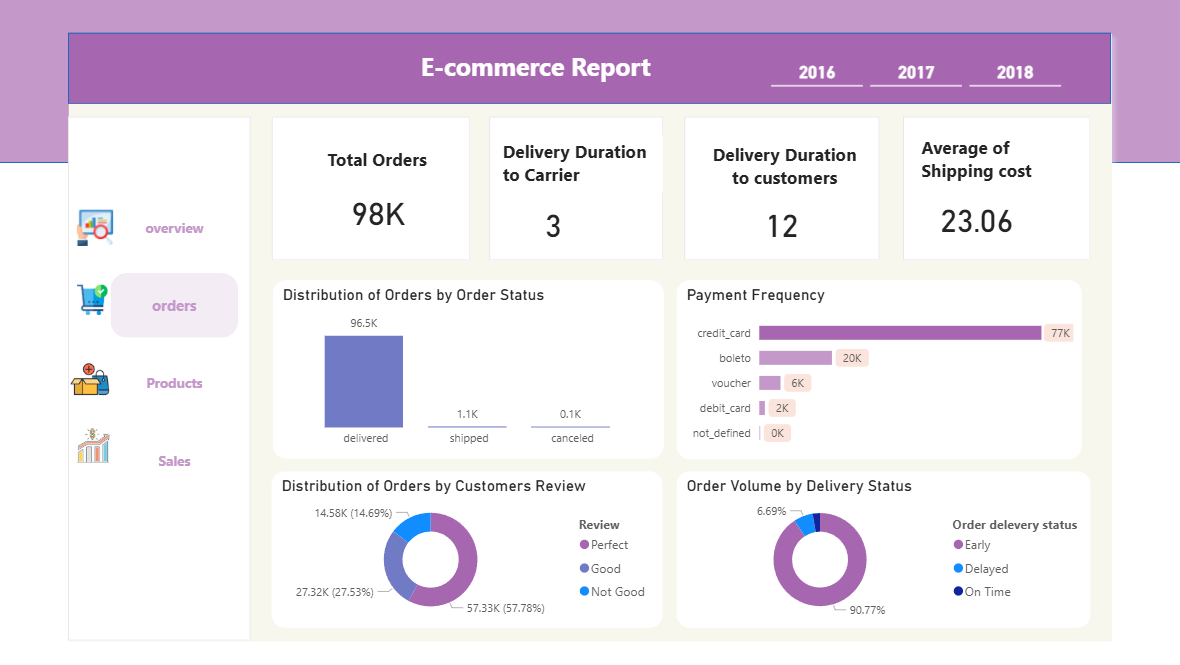 E-commerce Report
2016
2017
2018
overview
orders
Products
Sales
Total Orders
98K
Delivery Duration
to Carrier
3
Delivery Duration
to customers
12
Average of
Shipping cost
23.06
Distribution of Orders by Order Status
96.5K
1.1K
0.1K
delivered
shipped
canceled
Payment Frequency
credit_card
77K
boleto
20K
voucher
6K
debit_card
2K
not_defined
0K
Distribution of Orders by Customers Review
14.58K (14.69%)
27.32K (27.53%)
57.33K (57.78%)
Review
Perfect
Good
Not Good
Order Volume by Delivery Status
6.69%
90.77%
Order delevery status
Early
Delayed
On Time